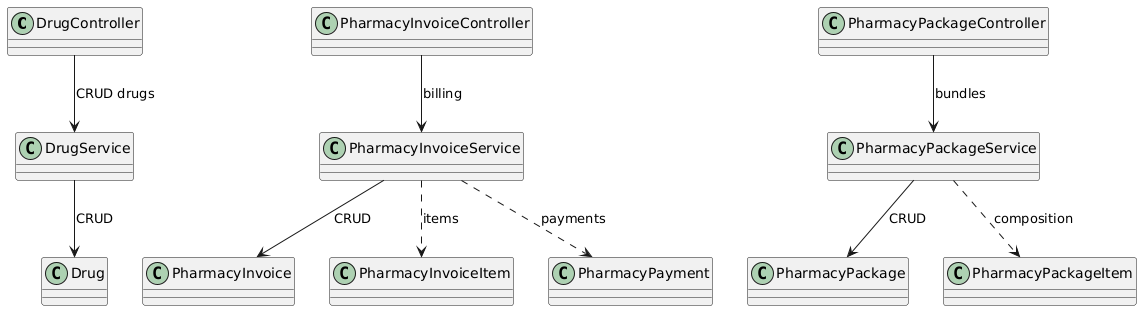 C DrugController
C PharmacyInvoiceController
C PharmacyPackageController
CRUD drugs
billing
bundles
C DrugService
C PharmacyInvoiceService
C PharmacyPackageService
CRUD
CRUD
items
payments
CRUD
composition
C Drug
C PharmacyInvoice
C PharmacyInvoiceItem
C PharmacyPayment
C PharmacyPackage
C PharmacyPackageItem